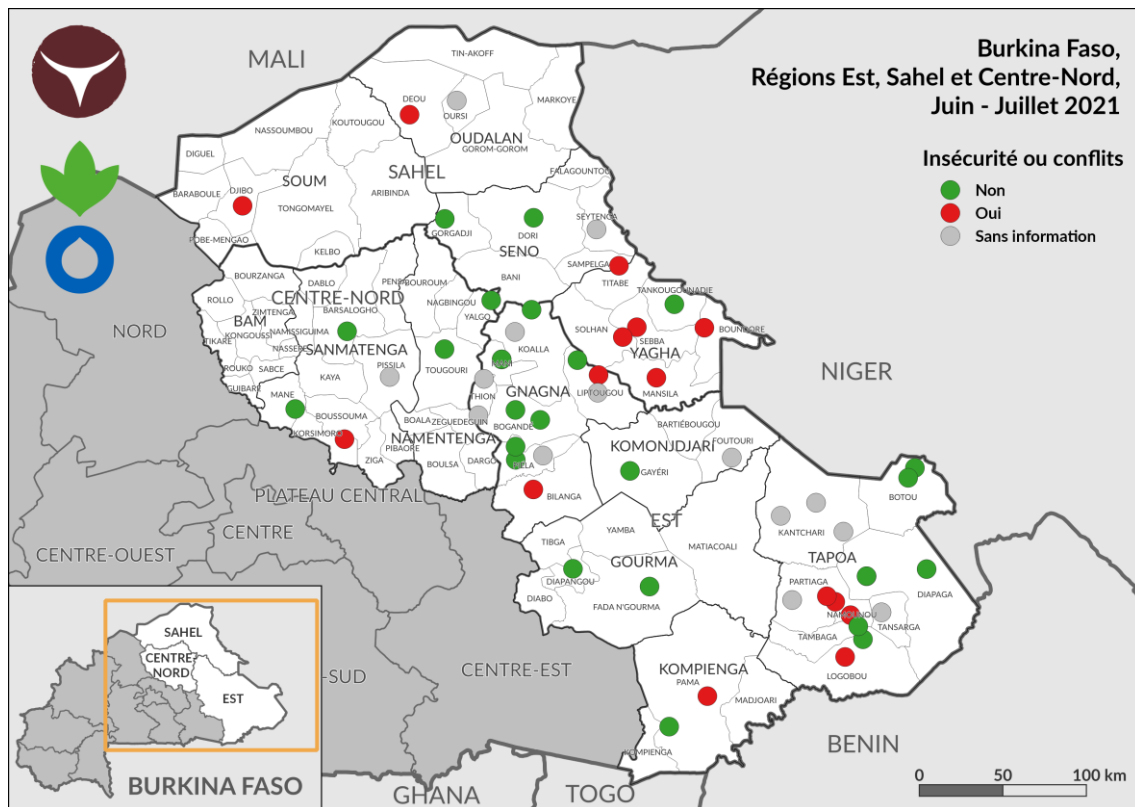 Burkina Faso,
Régions Est, Sahel et Centre-Nord,
Juin - Juillet 2021
Insécurité ou conflits
Non
Oui
Sans information
MALI
TIN-AKOFF
DEOU
OURSI
MARKOYE
KOUTOUGOU
NASSOUMBOU
OUDALAN
GOROM-GOROM
DIGUEL
SAHEL
FALAGOUNTOU
BARABOULE
DJIBO
SOUM
ARIBINDA
TONGOMAYEL
SEYTENGA
GORGADJI
DORI
POBE-MENGAO
KELBO
SENO
SAMPELGA
BANI
TITABE
BOURZANGA
DABLO
BOUROUM
TANKOUGOUNADIE
ROLLO
CENTRE-NORD
NAGBINGOU
BARSALOGHO
YALGO
ZIMTENGA
BAM
NAMISSIGUIMA
SOLHAN
BOUNDORE
NORD
KONGOUSSI
TIKARE
SEBBA
SANMATENGA
KOALLA
YAGHA
ROUKO
SABCE
KAYA
PISSILA
TOUGOURI
NIGER
GUIBARE
MANE
THION
GNAGNA
LIPTOUGOU
MANSILA
BOUSSOUMA
BOGANDE
BOALA
ZEGUEDEGUIN
BARTIÉBOUGOU
KORSIMORO
NAMENTENGA
KOMONDJARI
FOUTOURI
PIBAORE
ZIGA
BOULSA
DARGO
GAYÉRI
PLATEAU CENTRAL
BILANGA
BOTOU
EST
CENTRE
YAMBA
KANTCHARI
CENTRE-OUEST
TIBGA
MATIACOALI
TAPOA
GOURMA
DIAPANGOU
PARTIAGA
DIAPAGA
DIABO
FADA N'GOURMA
NAMOUNOU
TANSARGA
TAMBAGA
CENTRE-EST
-SUD
KOMPIENGA
PAMA
LOGOBOU
MADJOARI
KOMPIENGA
BENIN
GHANA
TOGO
SAHEL
CENTRE-
NORD
EST
BURKINA FASO
0 50 100 km